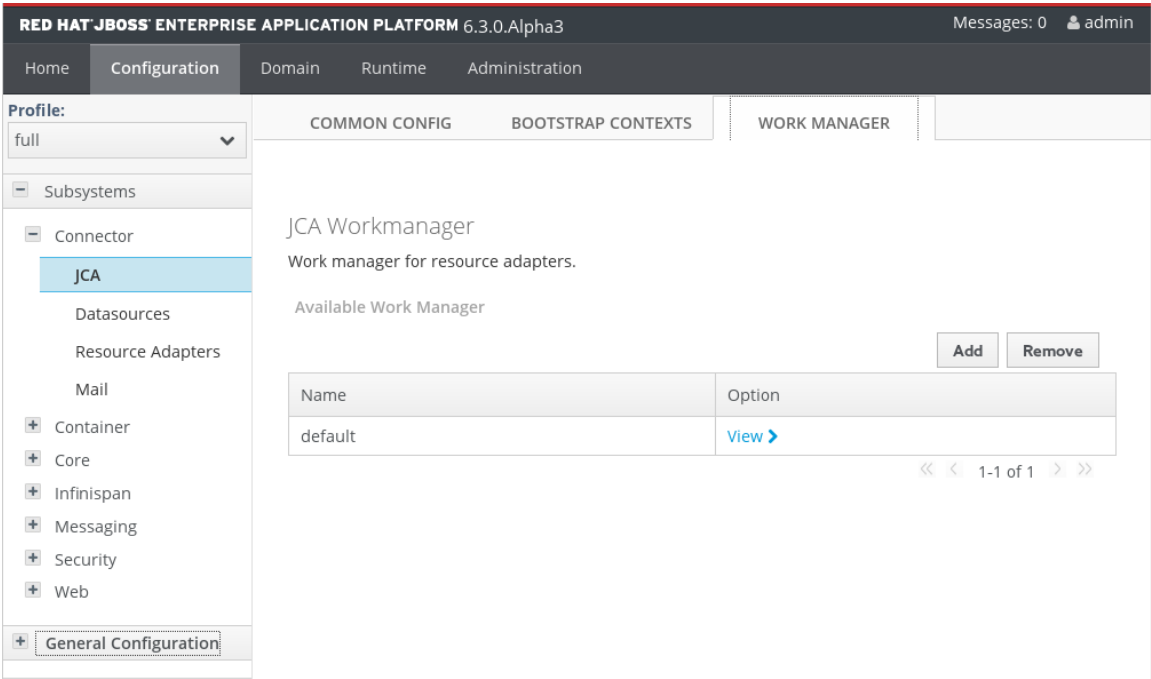 RED HAT® JBOSS® ENTERPRISE APPLICATION PLATFORM 6.3.0.Alpha3 Messages: 0 admin
Home Configuration Domain Runtime Administration
Profile:
full
COMMON CONFIG BOOTSTRAP CONTEXTS WORK MANAGER
Subsystems
Connector
JCA
Datasources
Resource Adapters
Mail
Container
Core
Infinispan
Messaging
Security
Web
General Configuration
JCA Workmanager
Work manager for resource adapters.
Available Work Manager
Add Remove
Name Option
default View
1-1 of 1